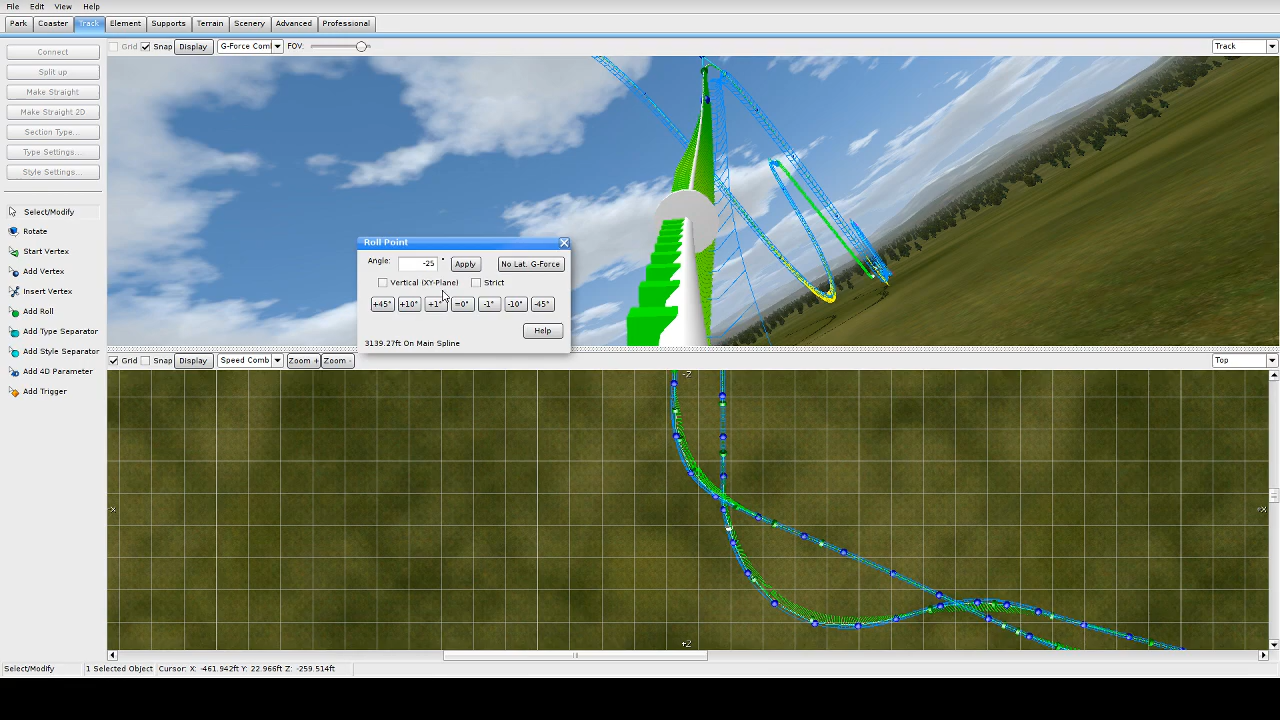 File Edit View Help
Park Coaster Track Element Supports Terrain Scenery Advanced Professional
Grid Snap Display G-Force Com FOV: Track
Connect
Split up
Make Straight
Make Straight 2D
Section Type...
Type Settings...
Style Settings...
Select/Modify
Rotate
Start Vertex
Add Vertex
Insert Vertex
Add Roll
Add Type Separator
Add Style Separator
Add 4D Parameter
Add Trigger
Roll Point
Angle: -25 ° Apply No Lat. G-Force
Vertical (XY-Plane) Strict
+45° +10° +1° =0° -1° -10° -45°
Help
3139.27ft On Main Spline
Grid Snap Display Speed Comb Zoom + Zoom - Top
-Z
-X +X
+Z
Select/Modify 1 Selected Object Cursor: X: -461.942ft Y: 22.966ft Z: -259.514ft